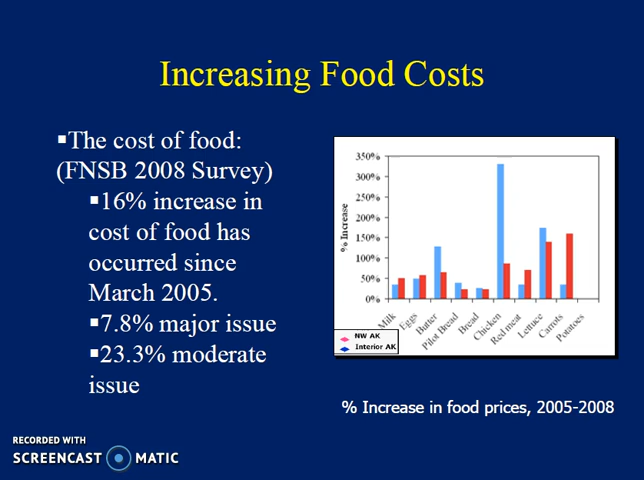 Increasing Food Costs
▪The cost of food:
(FNSB 2008 Survey)
▪16% increase in
cost of food has
occurred since
March 2005.
▪7.8% major issue
▪23.3% moderate
issue
350%
300%
250%
200%
150%
100%
50%
0%
% Increase
Milk
Eggs
Butter
Pilot Bread
Bread
Chicken
Red meat
Lettuce
Carrots
Potatoes
NW AK
Interior AK
% Increase in food prices, 2005-2008
RECORDED WITH
SCREENCAST MATIC